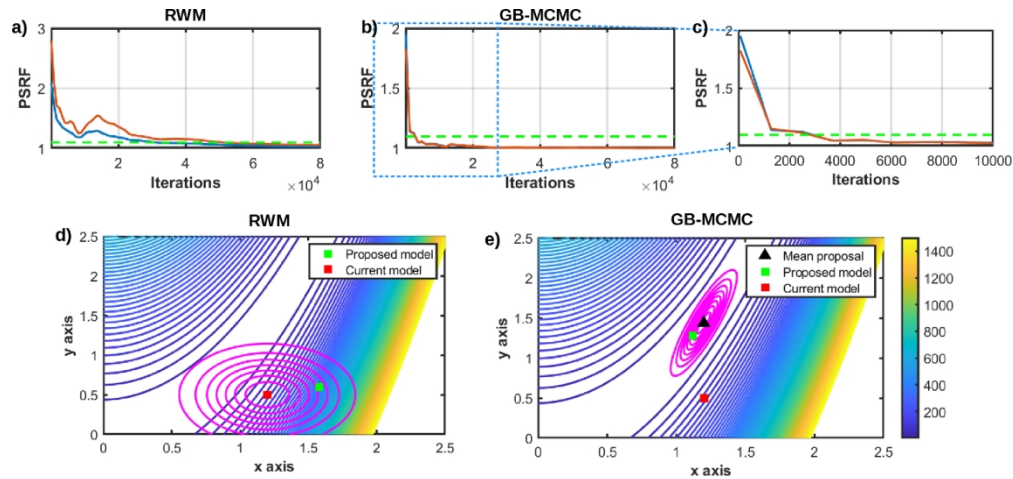 RWM
a)
3
2
1
PSRF
20
40
60
80
Iterations
×10⁴
GB-MCMC
b)
2
1.5
1
PSRF
2
4
6
8
Iterations
×10⁴
c)
2
1.5
1
PSRF
0
2000
4000
6000
8000
10000
Iterations
RWM
d)
2.5
2
1.5
1
0.5
0
y axis
0
0.5
1
1.5
2
2.5
x axis
Proposed model
Current model
GB-MCMC
e)
2.5
2
1.5
1
0.5
0
y axis
0
0.5
1
1.5
2
2.5
x axis
Mean proposal
Proposed model
Current model
1400
1200
1000
800
600
400
200